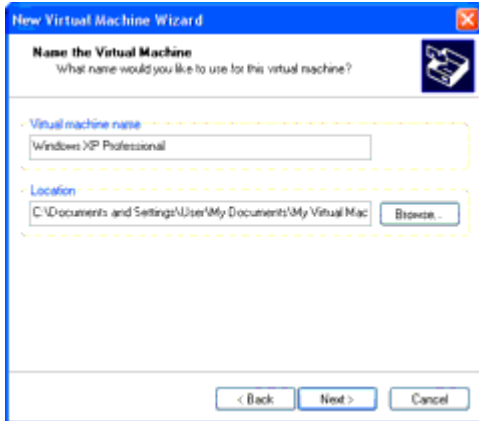 New Virtual Machine Wizard
Name the Virtual Machine
What name would you like to use for this virtual machine?
Virtual machine name
Windows XP Professional
Location
C:\Documents and Settings\User\My Documents\My Virtual Mac
Browse...
< Back
Next >
Cancel